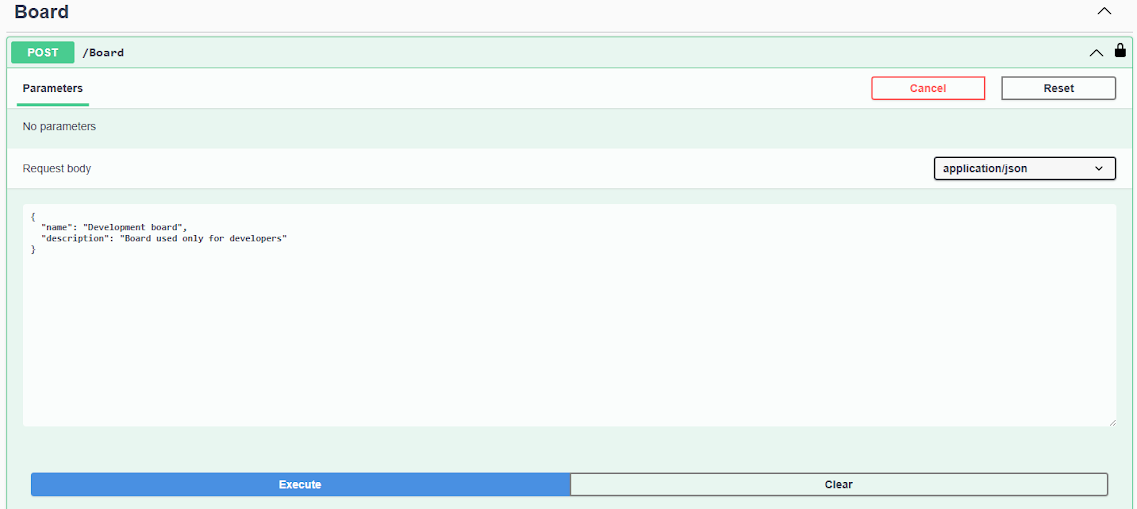 Board
POST /Board
Parameters
Cancel
Reset
No parameters
Request body
application/json
{
  "name": "Development board",
  "description": "Board used only for developers"
}
Execute
Clear